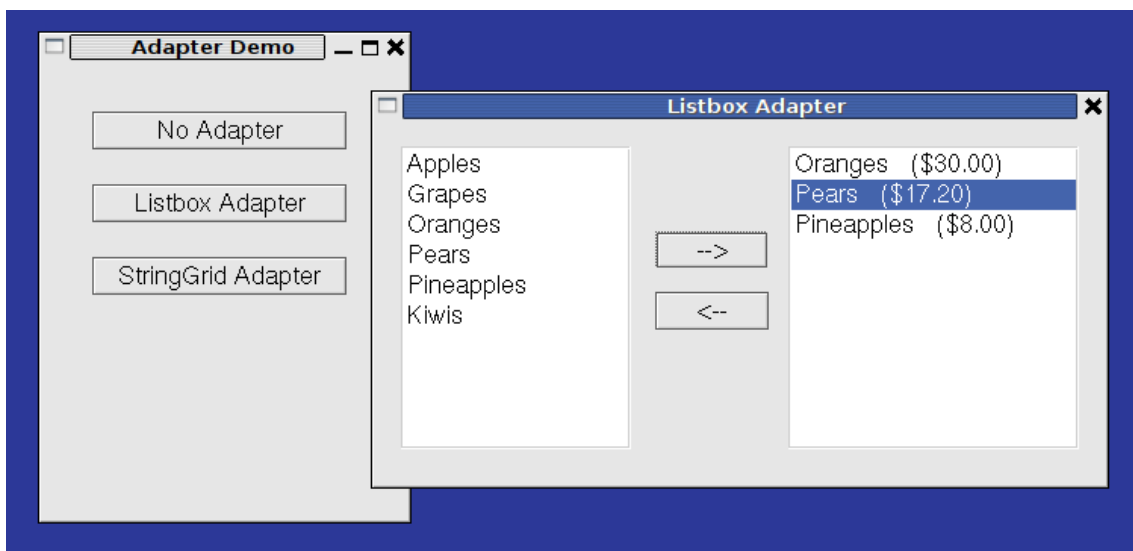 Adapter Demo
No Adapter
Listbox Adapter
StringGrid Adapter
Listbox Adapter
Apples
Grapes
Oranges
Pears
Pineapples
Kiwis
-->
<--
Oranges ($30.00)
Pears ($17.20)
Pineapples ($8.00)